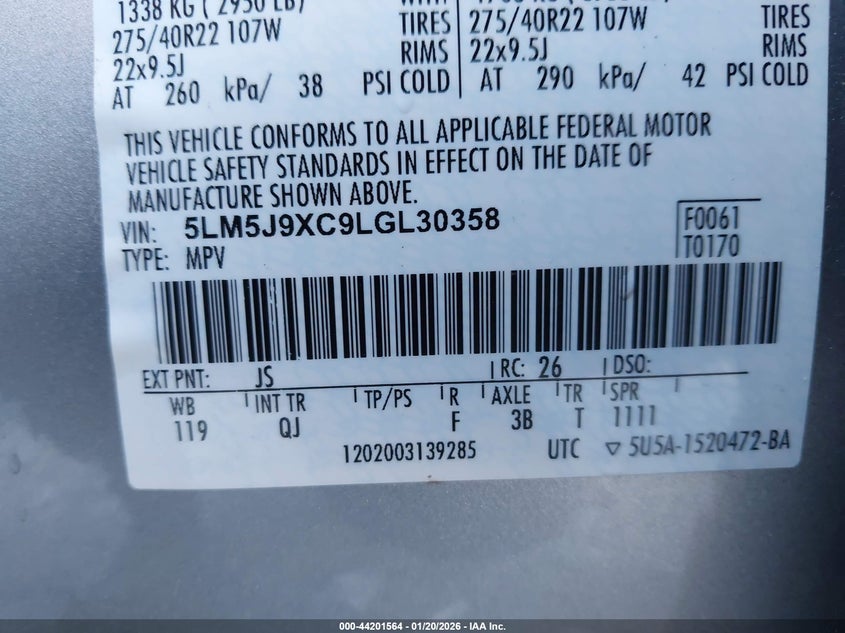 1338 KG ( 2950 LB)
275/40R22 107W TIRES 275/40R22 107W TIRES
22x9.5J RIMS 22x9.5J RIMS
AT 260 kPa/ 38 PSI COLD AT 290 kPa/ 42 PSI COLD
THIS VEHICLE CONFORMS TO ALL APPLICABLE FEDERAL MOTOR
VEHICLE SAFETY STANDARDS IN EFFECT ON THE DATE OF
MANUFACTURE SHOWN ABOVE.
VIN: 5LM5J9XC9LGL30358 F0061
TYPE: MPV T0170
EXT PNT: JS RC: 26 DSO:
WB INT TR TP/PS R AXLE TR SPR
119 QJ F 3B T 1111
1202003139285 UTC ▽ 5U5A-1520472-BA
000-44201564 | 01/20/2026 - IAA Inc.